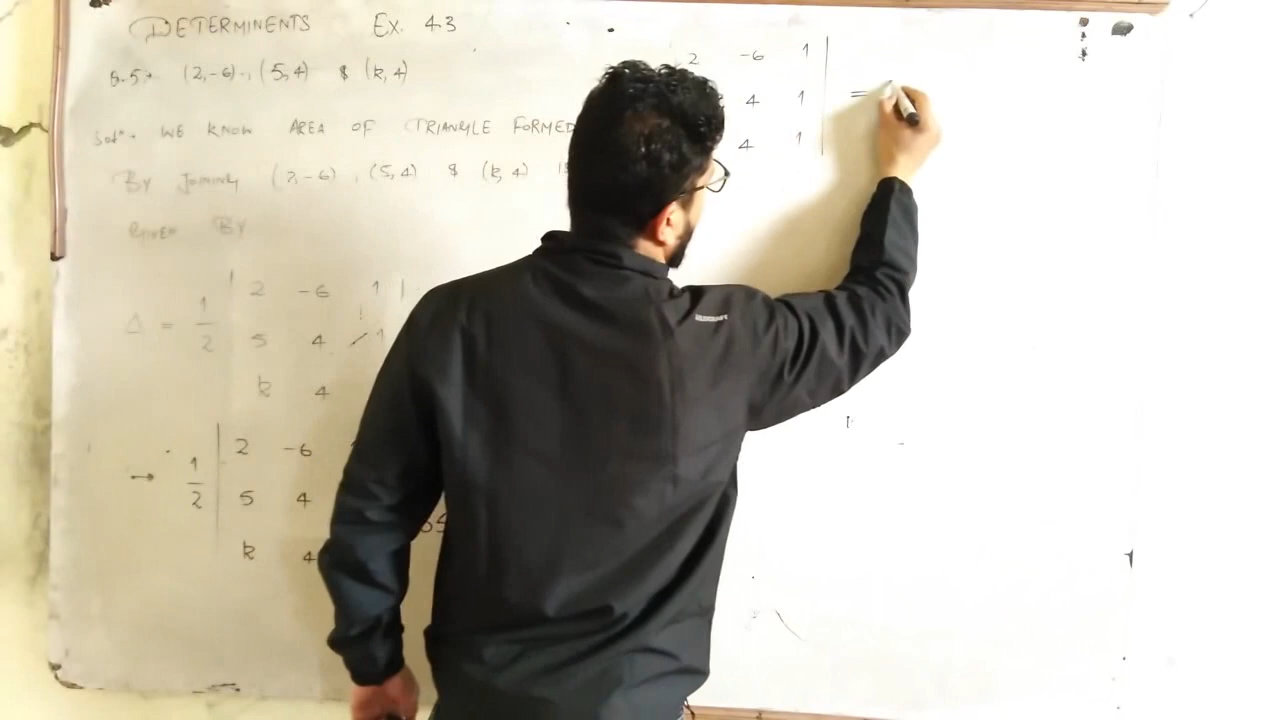 DETERMINENTS Ex. 4.3
Q.5:- (2,-6), (5,4) & (k,4)
Solⁿ:- WE KNOW AREA OF TRIANGLE FORMED
BY JOINING (2,-6), (5,4) & (k,4) IS
GIVEN BY
Δ = 1/2 | 2 -6 1 |
5 4 1
k 4
→ 1/2 | 2 -6
5 4
k 4
2 -6 1 |
4 1 =
4 1